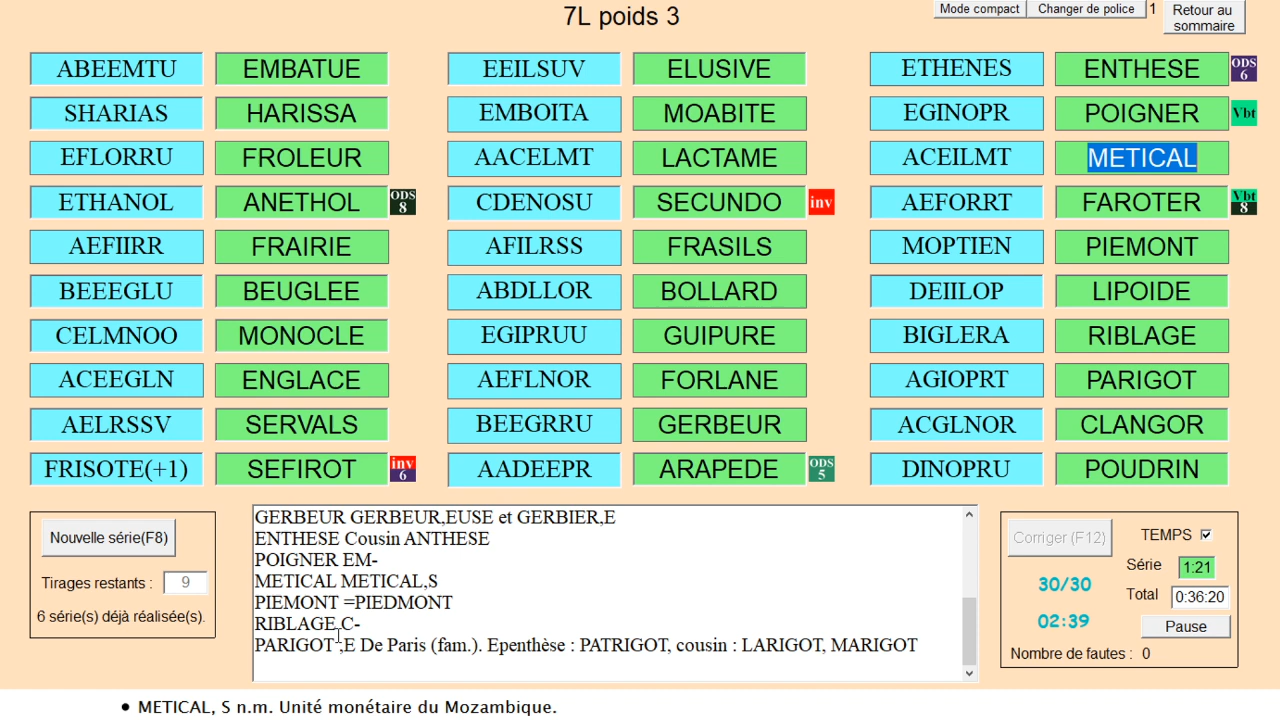 7L poids 3
Mode compact Changer de police 1 Retour au sommaire
ABEEMTU EMBATUE EEILSUV ELUSIVE ETHENES ENTHESE ODS 6
SHARIAS HARISSA EMBOITA MOABITE EGINOPR POIGNER Vbt
EFLORRU FROLEUR AACELMT LACTAME ACEILMT METICAL
ETHANOL ANETHOL ODS 8 CDENOSU SECUNDO inv AEFORRT FAROTER Vbt 8
AEFIIRR FRAIRIE AFILRSS FRASILS MOPTIEN PIEMONT
BEEEGLU BEUGLEE ABDLLOR BOLLARD DEIILOP LIPOIDE
CELMNOO MONOCLE EGIPRUU GUIPURE BIGLERA RIBLAGE
ACEEGLN ENGLACE AEFLNOR FORLANE AGIOPRT PARIGOT
AELRSSV SERVALS BEEGRRU GERBEUR ACGLNOR CLANGOR
FRISOTE(+1) SEFIROT inv 6 AADEEPR ARAPEDE ODS 5 DINOPRU POUDRIN
Nouvelle série(F8)
Tirages restants : 9
6 série(s) déjà réalisée(s).
GERBEUR GERBEUR,EUSE et GERBIER,E
ENTHESE Cousin ANTHESE
POIGNER EM-
METICAL METICAL,S
PIEMONT =PIEDMONT
RIBLAGE C-
PARIGOT ,E De Paris (fam.). Epenthèse : PATRIGOT, cousin : LARIGOT, MARIGOT
Corriger (F12) TEMPS
Série 1:21
30/30
Total 0:36:20
02:39
Pause
Nombre de fautes : 0
• METICAL, S n.m. Unité monétaire du Mozambique.